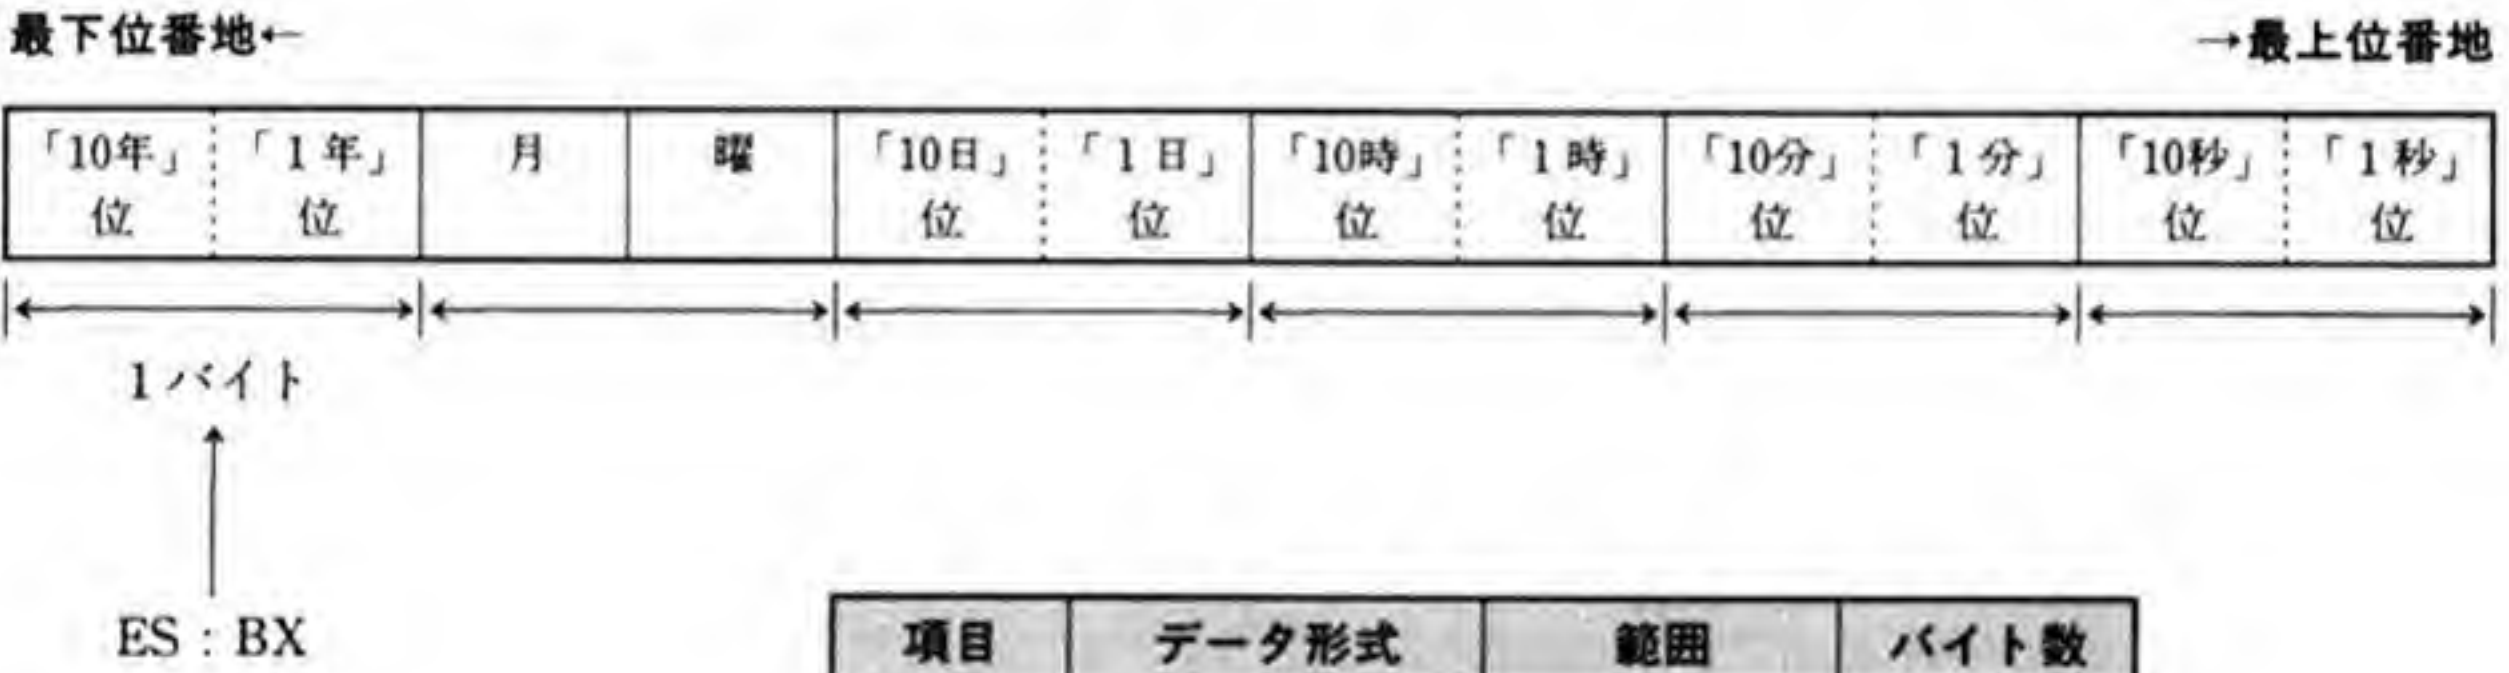 最下位番地← →最上位番地
「10年」 「1年」 月 曜 「10日」 「1日」 「10時」 「1時」 「10分」 「1分」 「10秒」 「1秒」
位 位 位 位 位 位 位 位 位 位
1バイト
ES:BX
項目 データ形式 範囲 バイト数